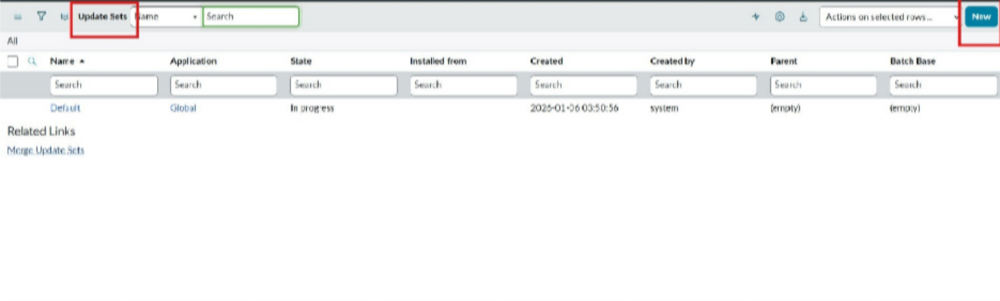 Update Sets Name Search Actions on selected rows... New
All
Name Application State Installed from Created Created by Parent Batch Base
Search Search Search Search Search Search Search Search
Default Global In progress 2026-01-06 03:50:56 system (empty) (empty)
Related Links
Merge Update Sets